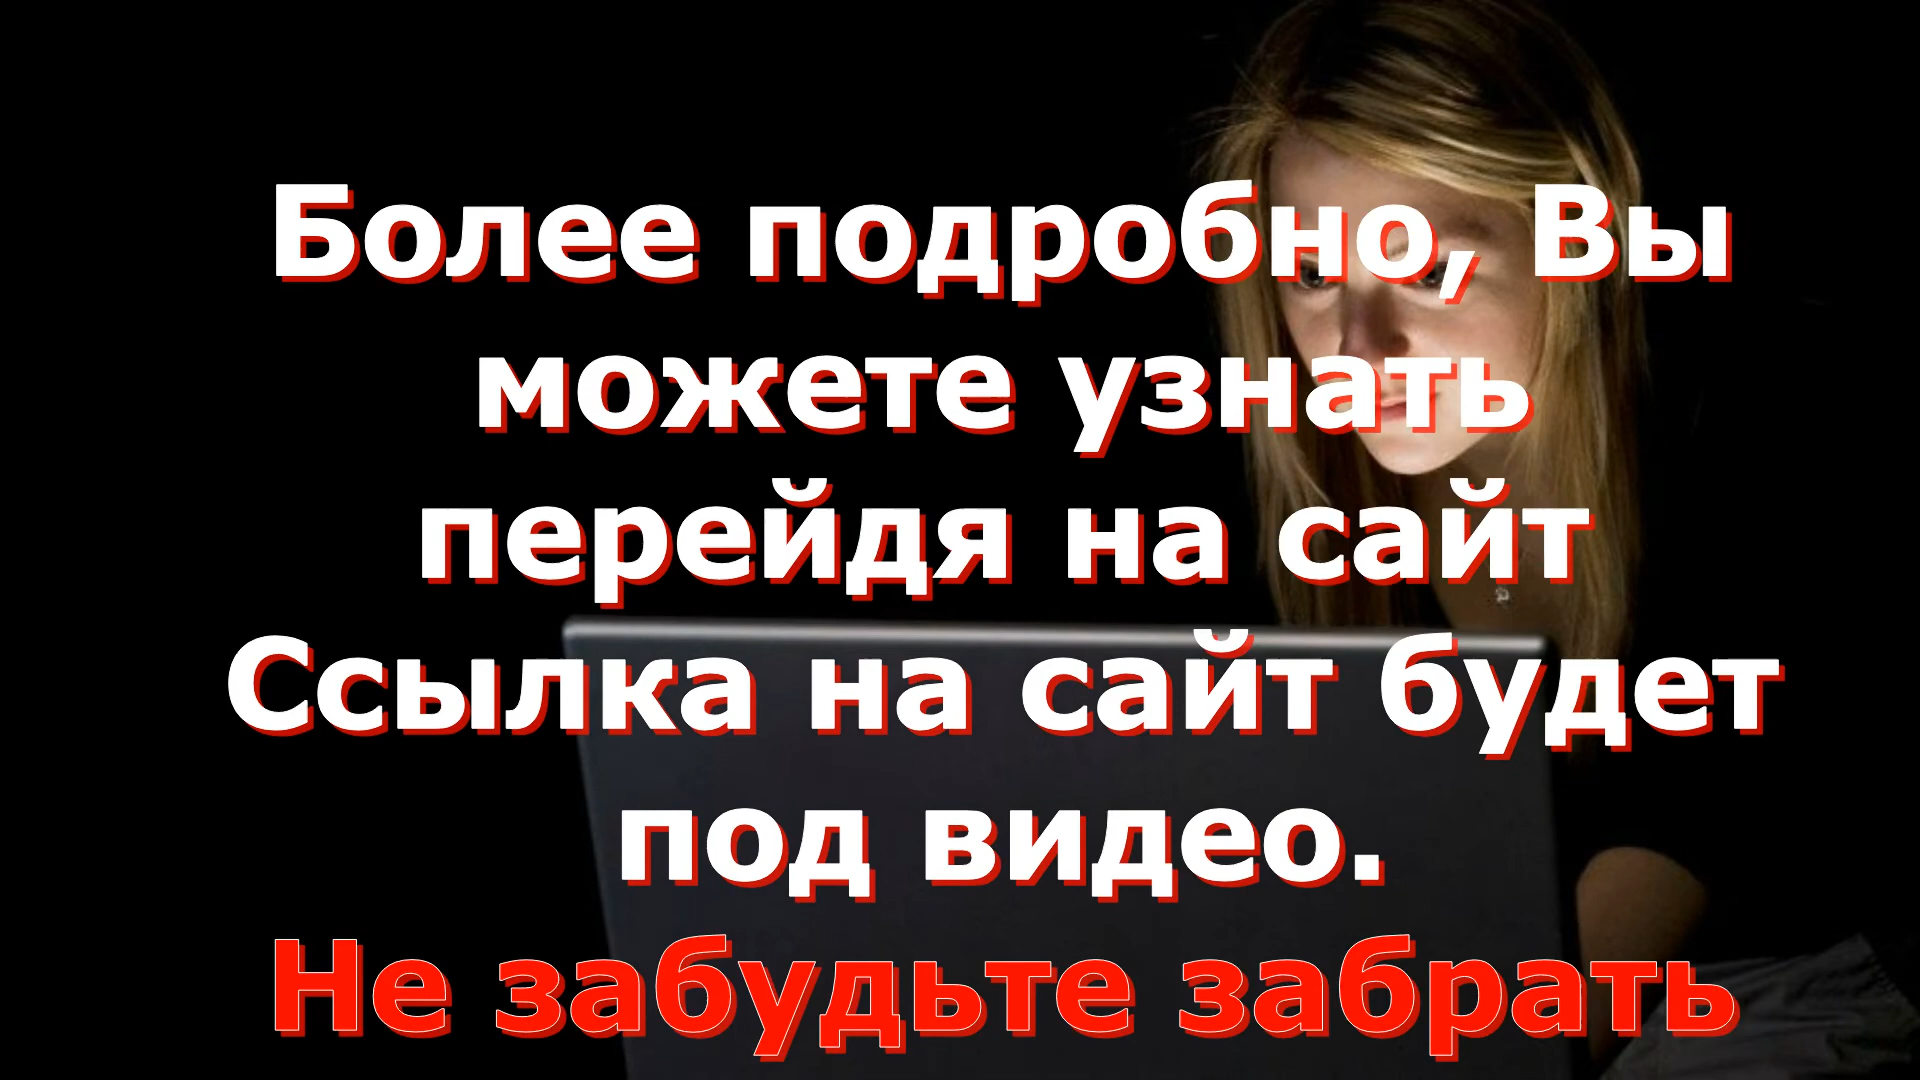 Более подробно, Вы
можете узнать
перейдя на сайт
Ссылка на сайт будет
под видео.
Не забудьте забрать